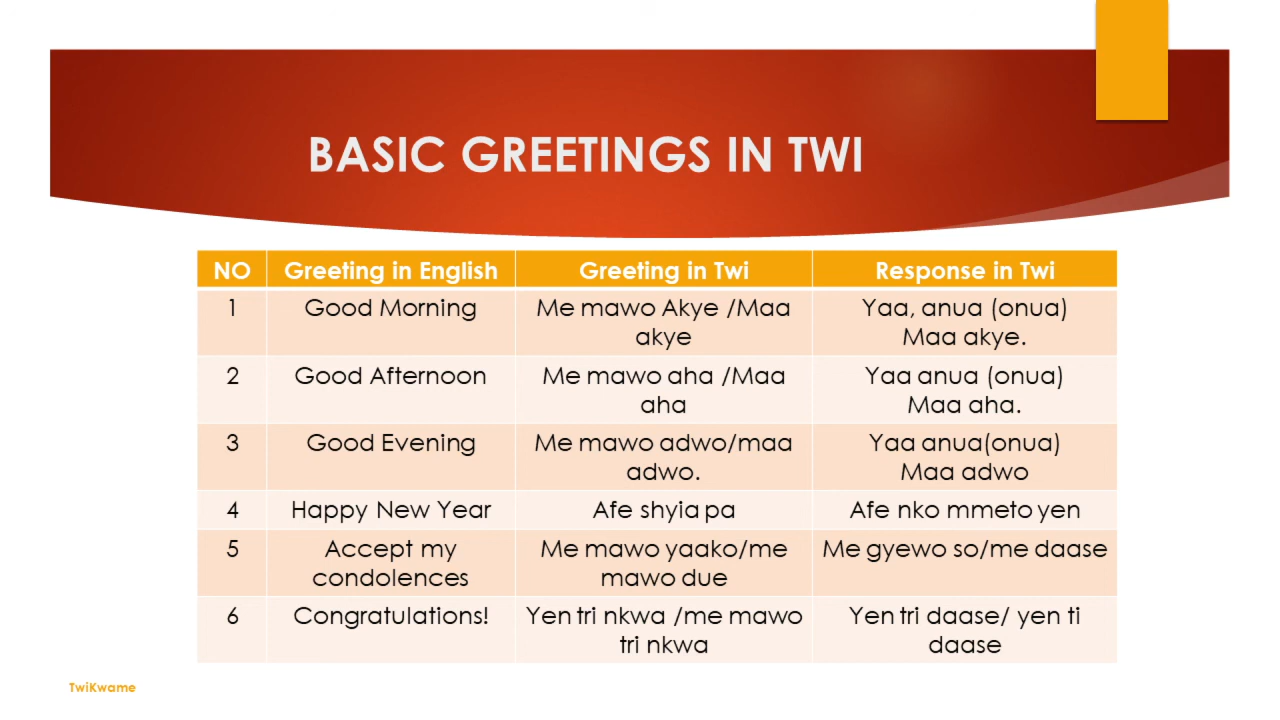 BASIC GREETINGS IN TWI
NO Greeting in English Greeting in Twi Response in Twi
1 Good Morning Me mawo Akye /Maa akye Yaa, anua (onua) Maa akye.
2 Good Afternoon Me mawo aha /Maa aha Yaa anua (onua) Maa aha.
3 Good Evening Me mawo adwo/maa adwo. Yaa anua(onua) Maa adwo
4 Happy New Year Afe shyia pa Afe nko mmeto yen
5 Accept my condolences Me mawo yaako/me mawo due Me gyewo so/me daase
6 Congratulations! Yen tri nkwa /me mawo tri nkwa Yen tri daase/ yen ti daase
TwiKwame